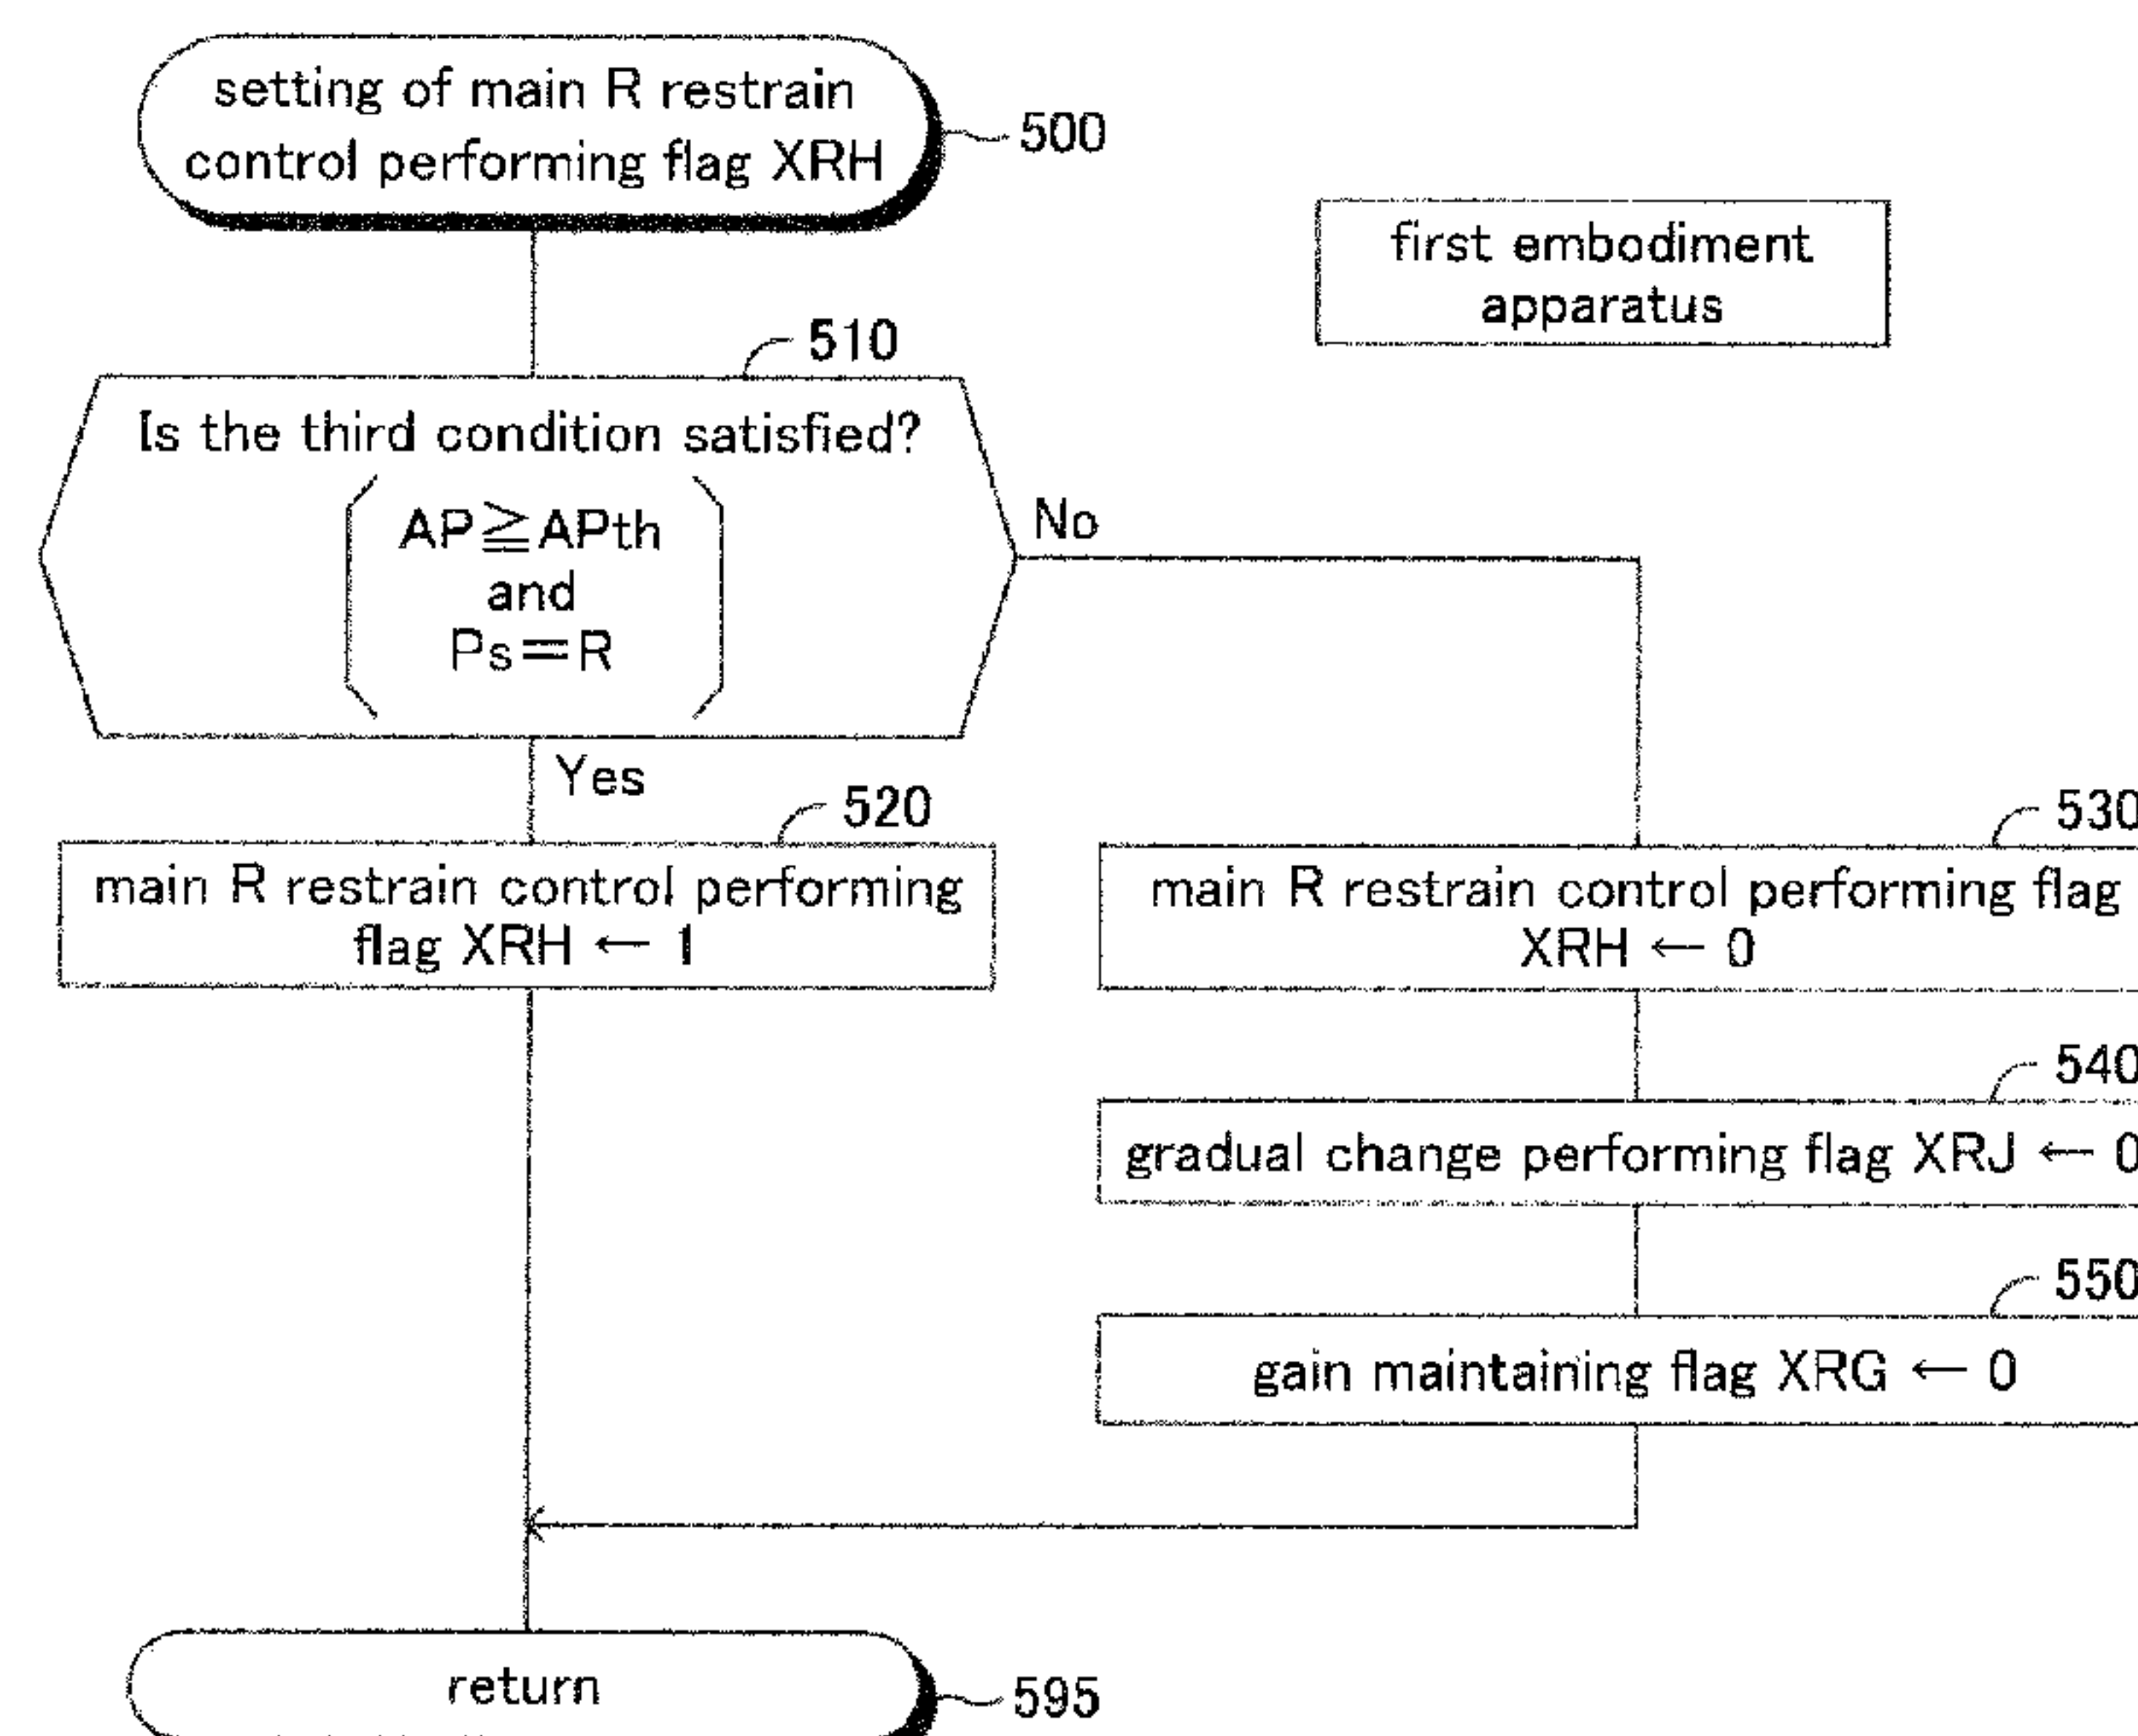 setting of main R restrain
control performing flag XRH
500
first embodiment
apparatus
510
Is the third condition satisfied?
AP≧APth
and
Ps=R
No
Yes
520
main R restrain control performing
flag XRH ← 1
530
main R restrain control performing flag
XRH ← 0
540
gradual change performing flag XRJ ← 0
550
gain maintaining flag XRG ← 0
return
595